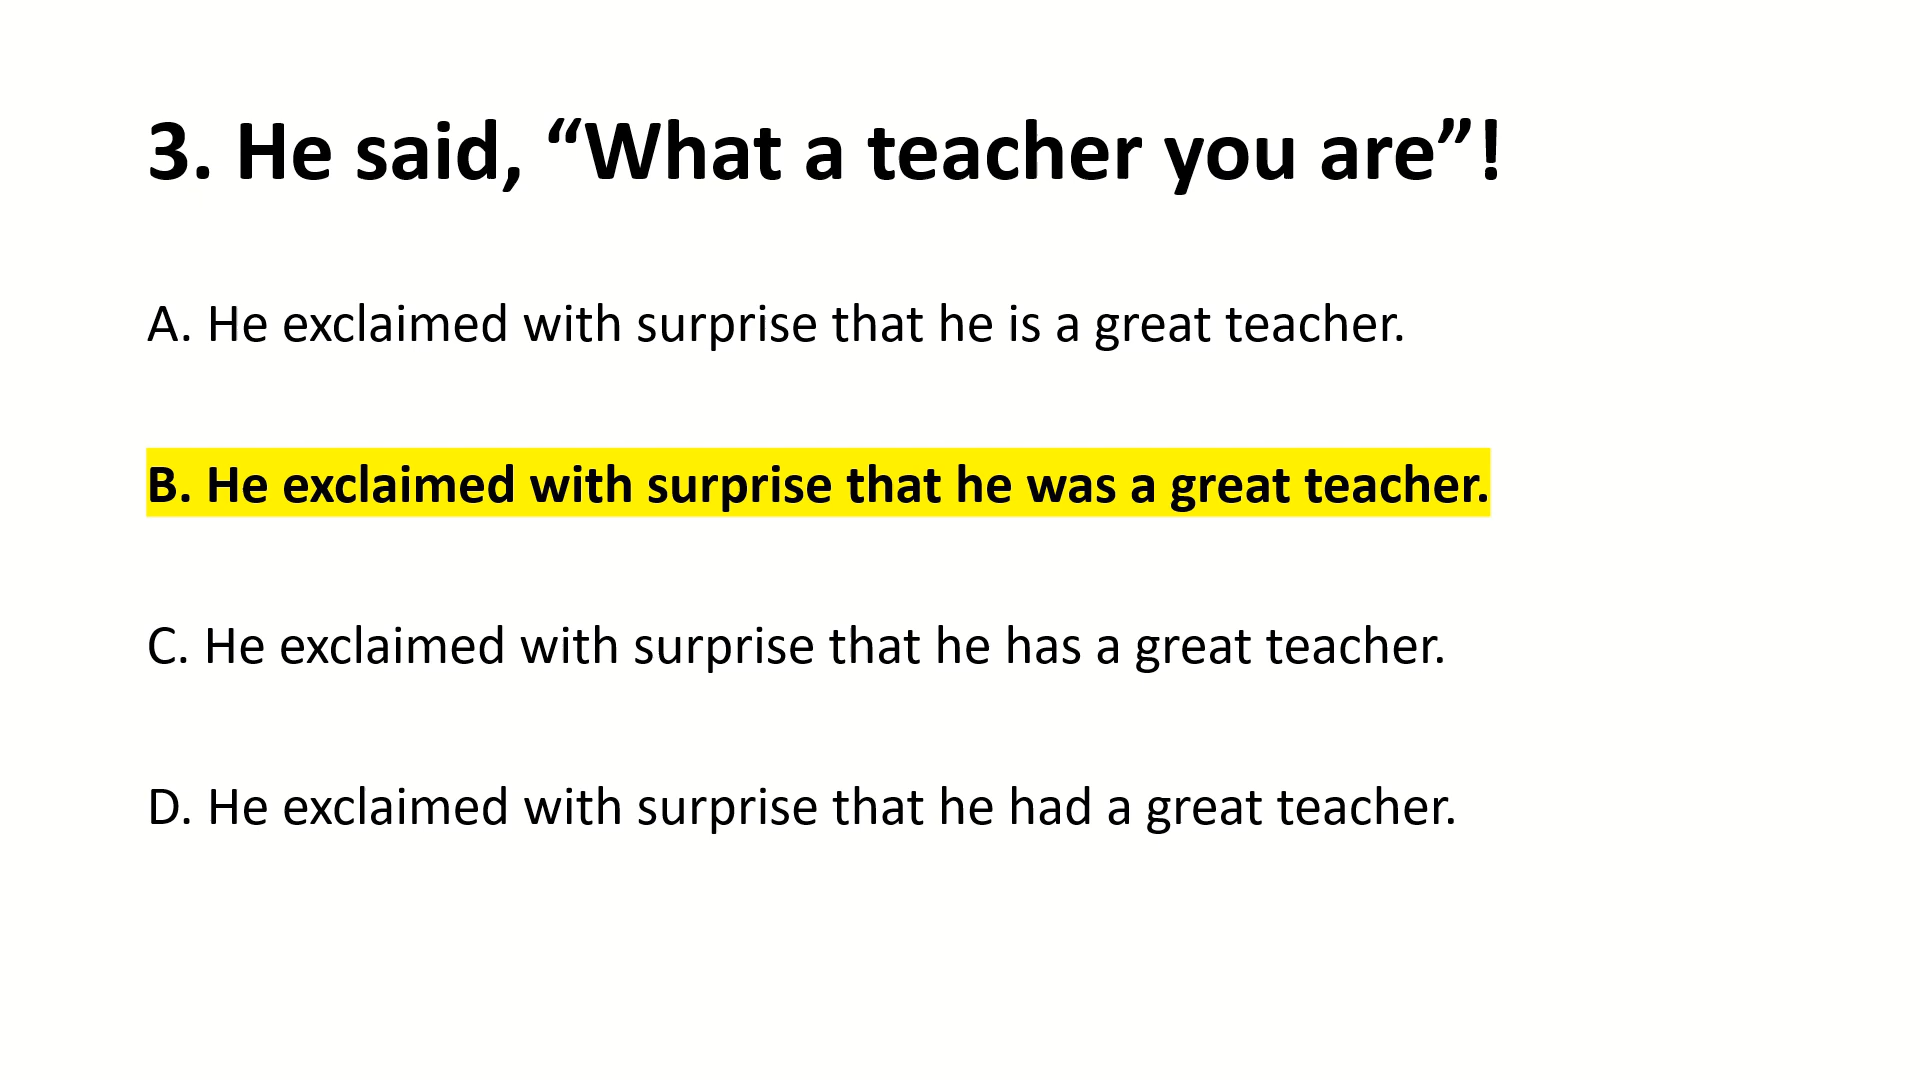 3. He said, “What a teacher you are”!
A. He exclaimed with surprise that he is a great teacher.
B. He exclaimed with surprise that he was a great teacher.
C. He exclaimed with surprise that he has a great teacher.
D. He exclaimed with surprise that he had a great teacher.